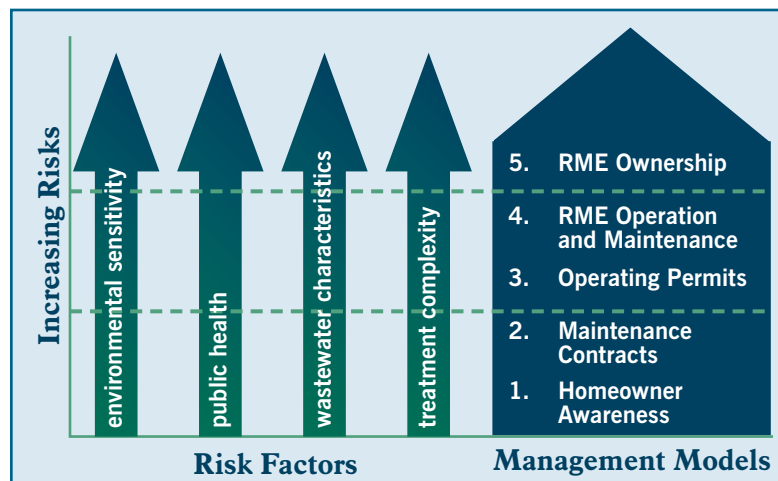 Increasing Risks
environmental sensitivity
public health
wastewater characteristics
treatment complexity
5. RME Ownership
4. RME Operation
and Maintenance
3. Operating Permits
2. Maintenance
Contracts
1. Homeowner
Awareness
Risk Factors
Management Models